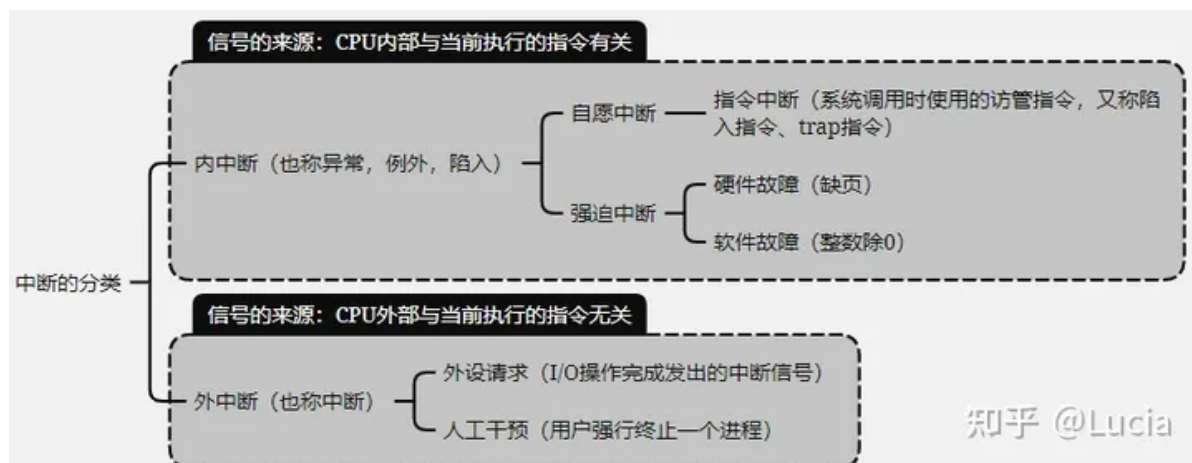 信号的来源：CPU内部与当前执行的指令有关
自愿中断
指令中断（系统调用时使用的访管指令，又称陷
入指令、trap指令）
内中断（也称异常，例外，陷入）
强迫中断
硬件故障（缺页）
软件故障（整数除0）
中断的分类
信号的来源：CPU外部与当前执行的指令无关
外中断（也称中断）
外设请求（I/O操作完成发出的中断信号）
人工干预（用户强行终止一个进程）
知乎 @Lucia